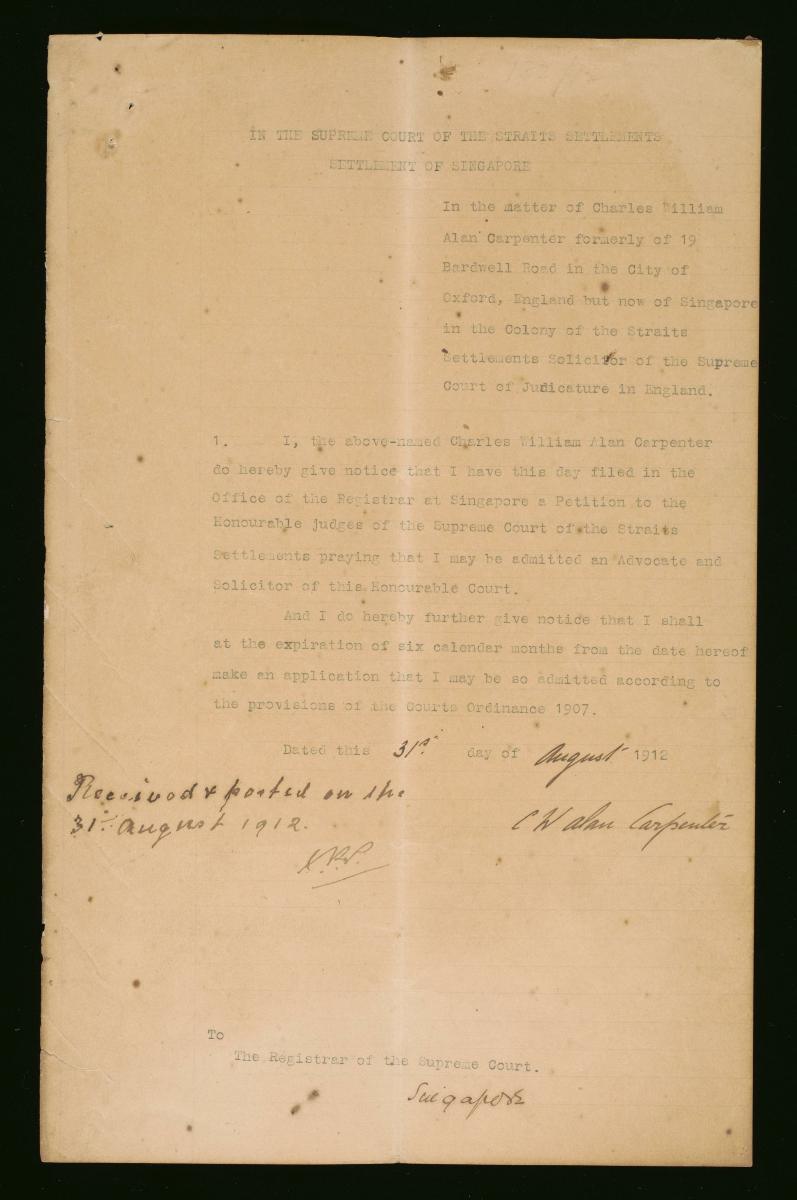 IN THE SUPREME COURT OF THE STRAITS SETTLEMENTS
SETTLEMENT OF SINGAPORE
In the matter of Charles William
Alan Carpenter formerly of 19
Bardwell Road in the City of
Oxford, England but now of Singapore
in the Colony of the Straits
Settlements Solicitor of the Supreme
Court of Judicature in England.
1. I, the above-named Charles William Alan Carpenter
do hereby give notice that I have this day filed in the
Office of the Registrar at Singapore a Petition to the
Honourable judges of the Supreme Court of the Straits
Settlements praying that I may be admitted an Advocate and
Solicitor of this Honourable Court.
And I do hereby further give notice that I shall
at the expiration of six calendar months from the date hereof
make an application that I may be so admitted according to
the provisions of the Courts Ordinance 1907.
Dated this 31st day of August 1912
Received & posted on the
31st August 1912.
C W Alan Carpenter
To
The Registrar of the Supreme Court.
Singapore